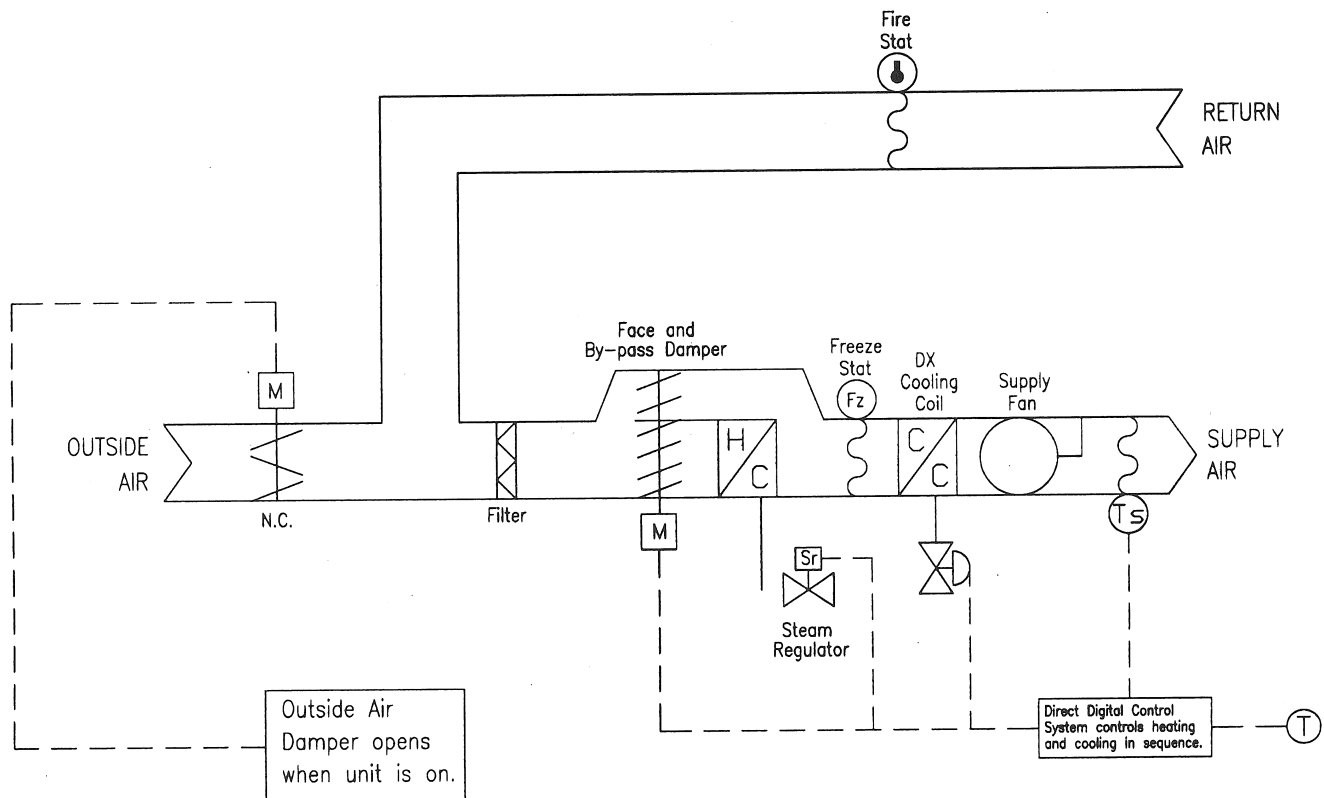 Fire
Stat
RETURN
AIR
Face and
By-pass Damper
Freeze
Stat
DX
Cooling
Coil
Supply
Fan
M
Fz
OUTSIDE
AIR
H
C
C
C
SUPPLY
AIR
N.C.
Filter
M
Ts
Sr
Steam
Regulator
Outside Air
Damper opens
when unit is on.
Direct Digital Control
System controls heating
and cooling in sequence.
T